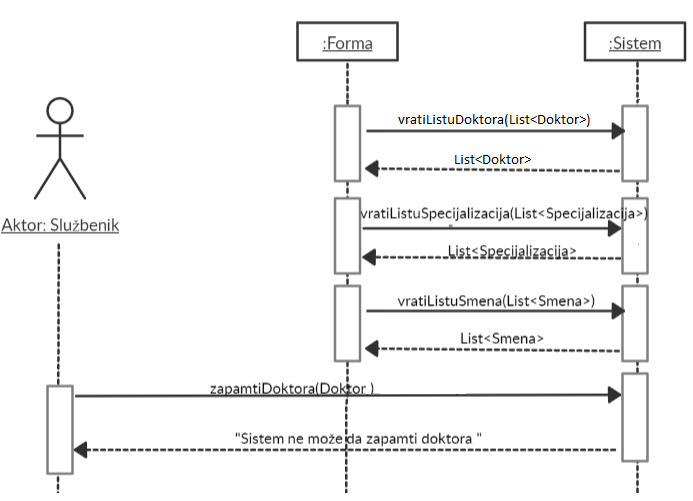 :Forma
:Sistem
vratiListuDoktora(List<Doktor>)
List<Doktor>
Aktor: Službenik
vratiListuSpecijalizacija(List<Specijalizacija>)
List<Specijalizacija>
vratiListuSmena(List<Smena>)
List<Smena>
zapamtiDoktora(Doktor )
"Sistem ne može da zapamti doktora "